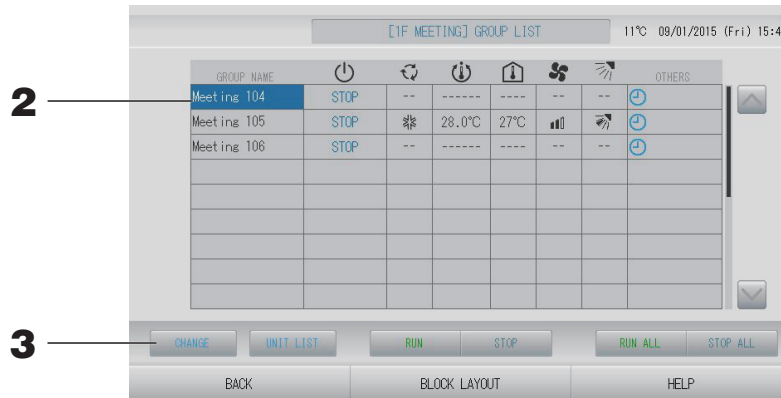 [1F MEETING] GROUP LIST 11°C 09/01/2015 (Fri) 15:4
GROUP NAME OTHERS
2 Meeting 104 STOP -- ------ ---- -- --
Meeting 105 STOP 28.0°C 27°C
Meeting 106 STOP -- ------ ---- -- --
3 CHANGE UNIT LIST RUN STOP RUN ALL STOP ALL
BACK BLOCK LAYOUT HELP